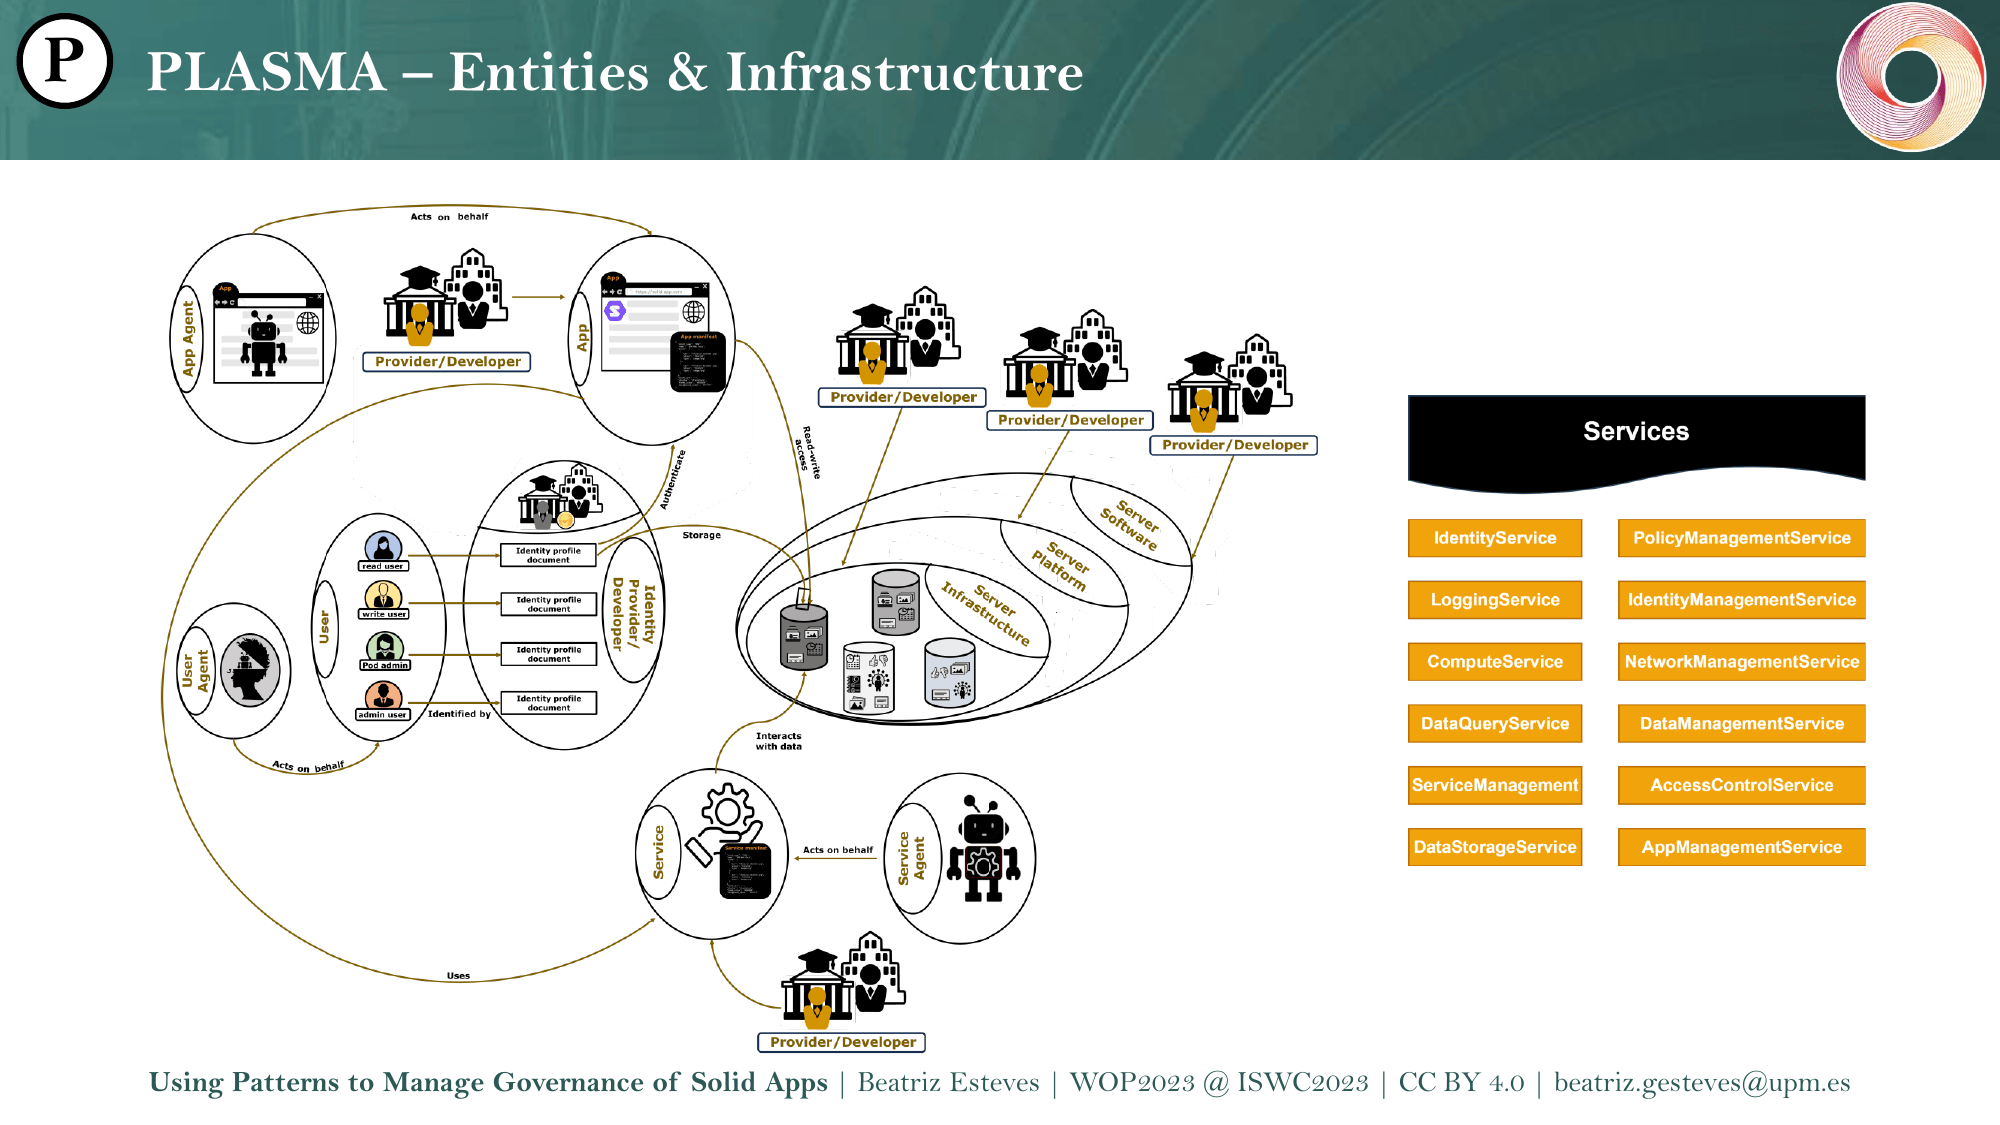 P
PLASMA – Entities & Infrastructure
Acts on behalf
App Agent
App
Provider/Developer
App
App
https://solid.app.com
App manifest
Provider/Developer
Provider/Developer
Provider/Developer
Read-write
access
Authenticate
Storage
Server
Software
Server
Platform
Server
Infrastructure
User
Agent
User
read user
write user
Pod admin
admin user
Identity profile
document
Identity profile
document
Identity profile
document
Identity profile
document
Identity
Provider/
Developer
Identified by
Acts on behalf
Interacts
with data
Service
Service manifest
Acts on behalf
Service
Agent
Uses
Provider/Developer
Services
IdentityService
PolicyManagementService
LoggingService
IdentityManagementService
ComputeService
NetworkManagementService
DataQueryService
DataManagementService
ServiceManagement
AccessControlService
DataStorageService
AppManagementService
Using Patterns to Manage Governance of Solid Apps | Beatriz Esteves | WOP2023 @ ISWC2023 | CC BY 4.0 | beatriz.gesteves@upm.es